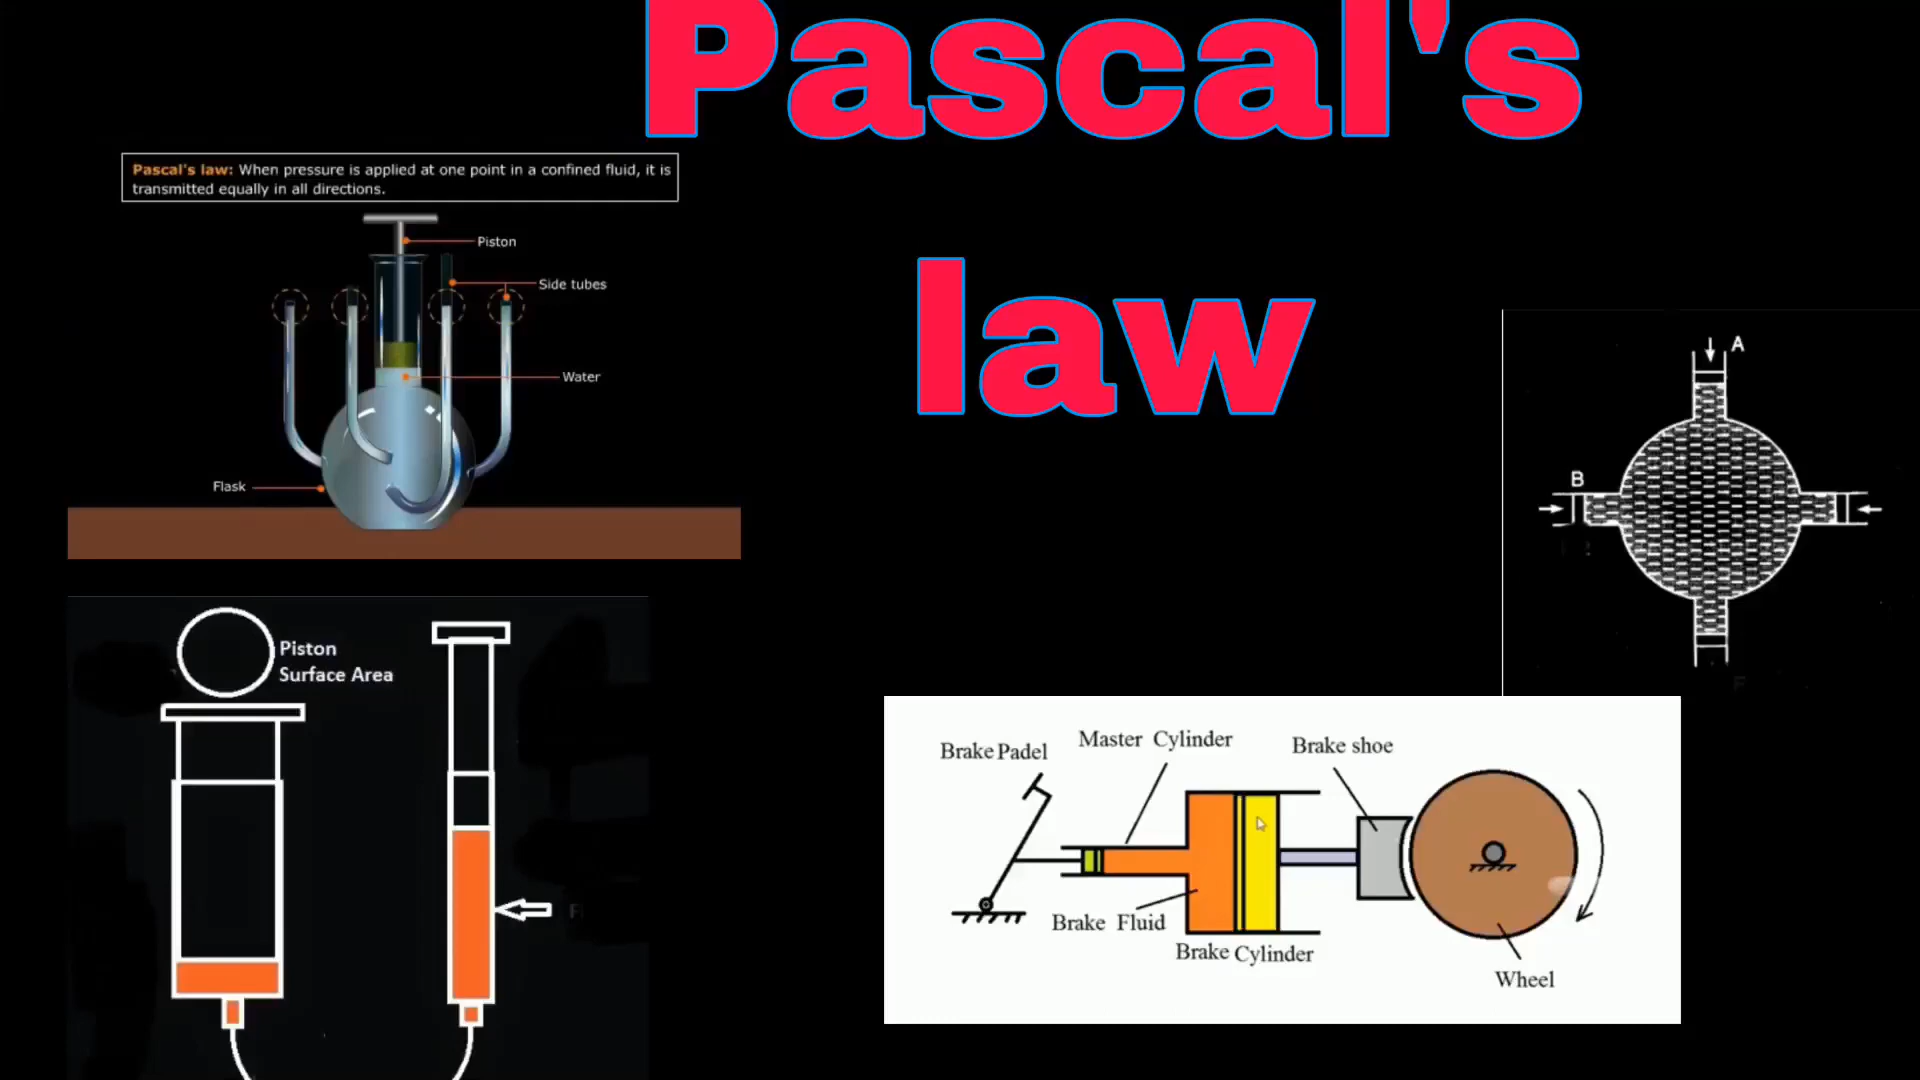 Pascal's
law
Pascal's law: When pressure is applied at one point in a confined fluid, it is
transmitted equally in all directions.
Piston
Side tubes
Water
Flask
A
B
Piston
Surface Area
Brake Padel
Master Cylinder
Brake shoe
Brake Fluid
Brake Cylinder
Wheel